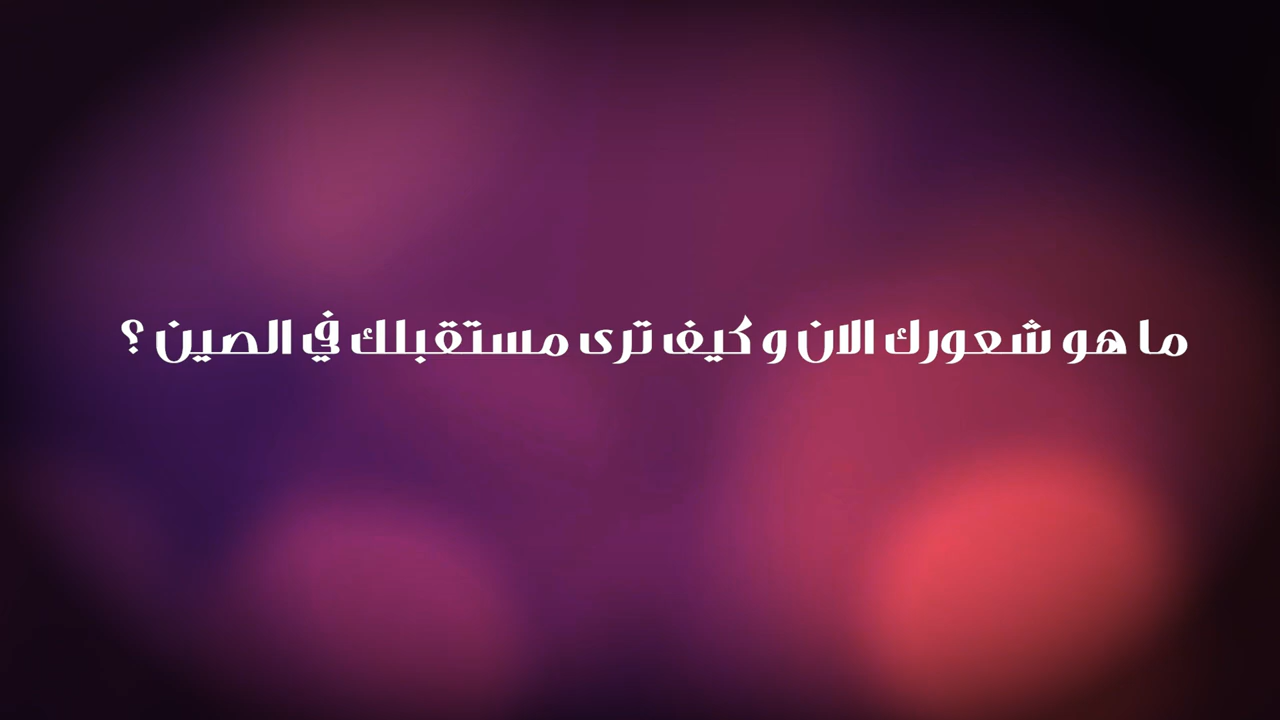 ما هو شعورك الان و كيف ترى مستقبلك في الصين ؟